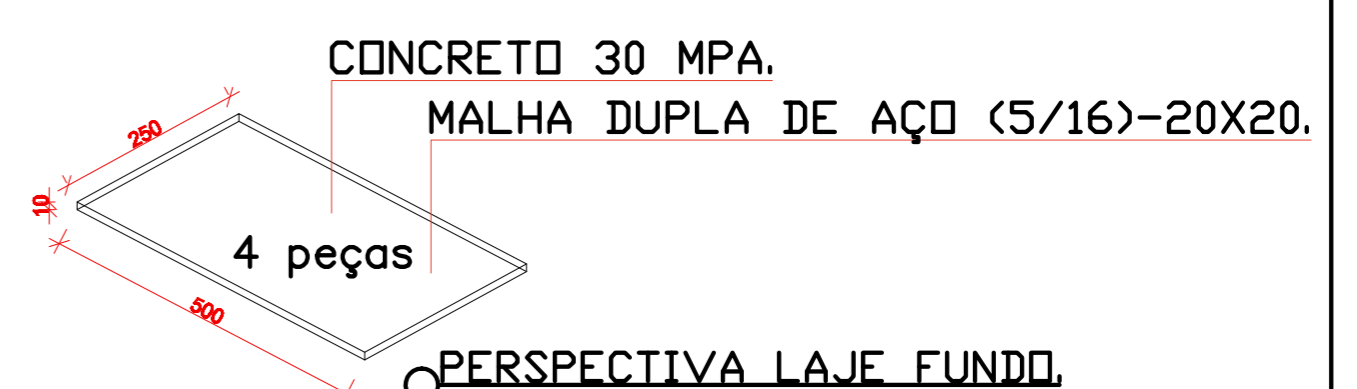 CONCRETO 30 MPA.
MALHA DUPLA DE AÇO (5/16)-20X20.
250
10
4 peças
500
PERSPECTIVA LAJE FUNDO.